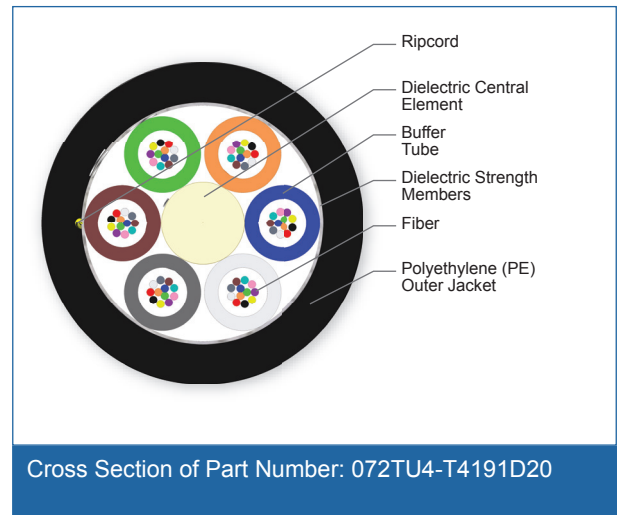 Ripcord
Dielectric Central
Element
Buffer
Tube
Dielectric Strength
Members
Fiber
Polyethylene (PE)
Outer Jacket
Cross Section of Part Number: 072TU4-T4191D20